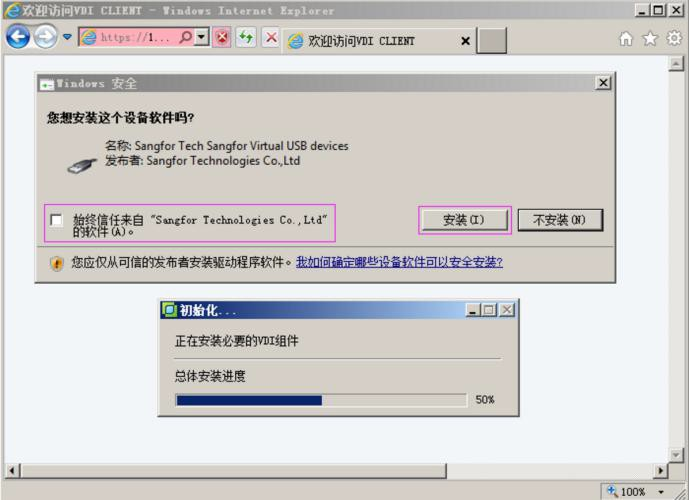 欢迎访问VDI CLIENT - Windows Internet Explorer
https://1...
欢迎访问VDI CLIENT
Windows 安全
您想安装这个设备软件吗?
名称: Sangfor Tech Sangfor Virtual USB devices
发布者: Sangfor Technologies Co.,Ltd
始终信任来自 "Sangfor Technologies Co.,Ltd"
的软件(A)。
安装(I)
不安装(N)
您应仅从可信的发布者安装驱动程序软件。我如何确定哪些设备软件可以安全安装?
初始化...
正在安装必要的VDI组件
总体安装进度
50%
100%